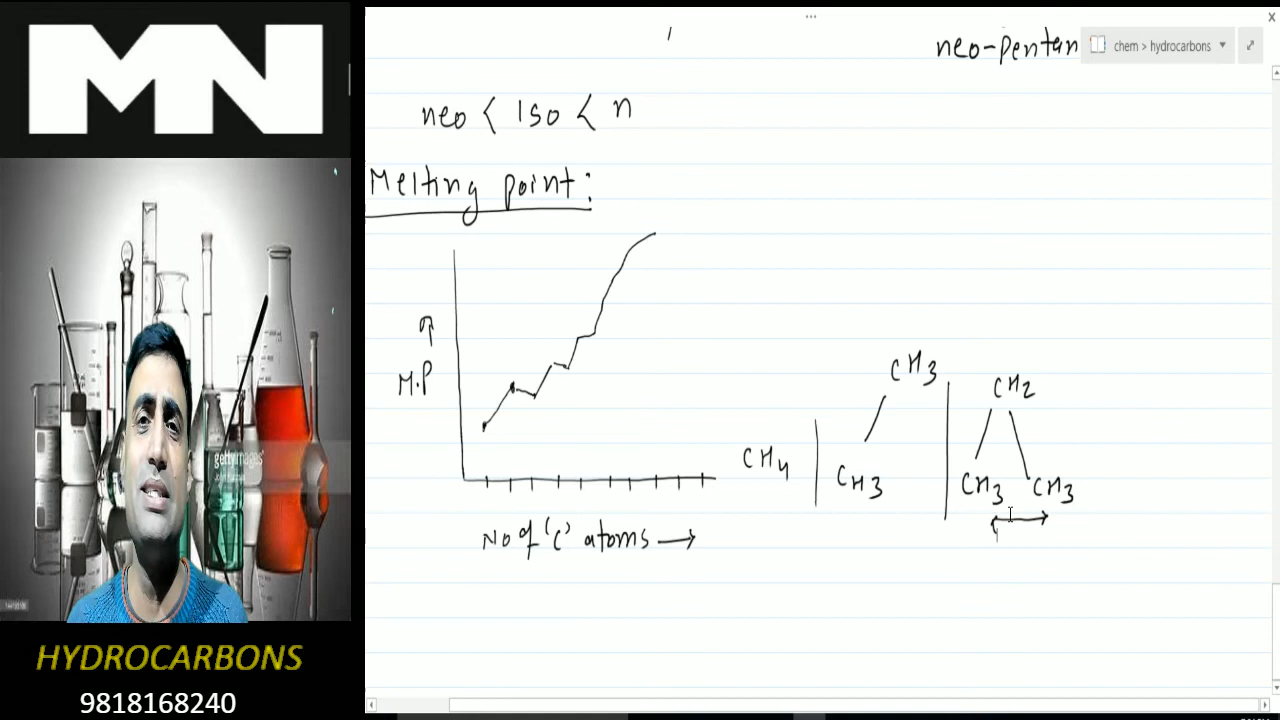 MN
neo-pentan
chem > hydrocarbons
neo < Iso < n
Melting point:
M.P
CH3
CH2
CH4
CH3
CH3
CH3
No of 'C' atoms
gettyimages
HYDROCARBONS
9818168240